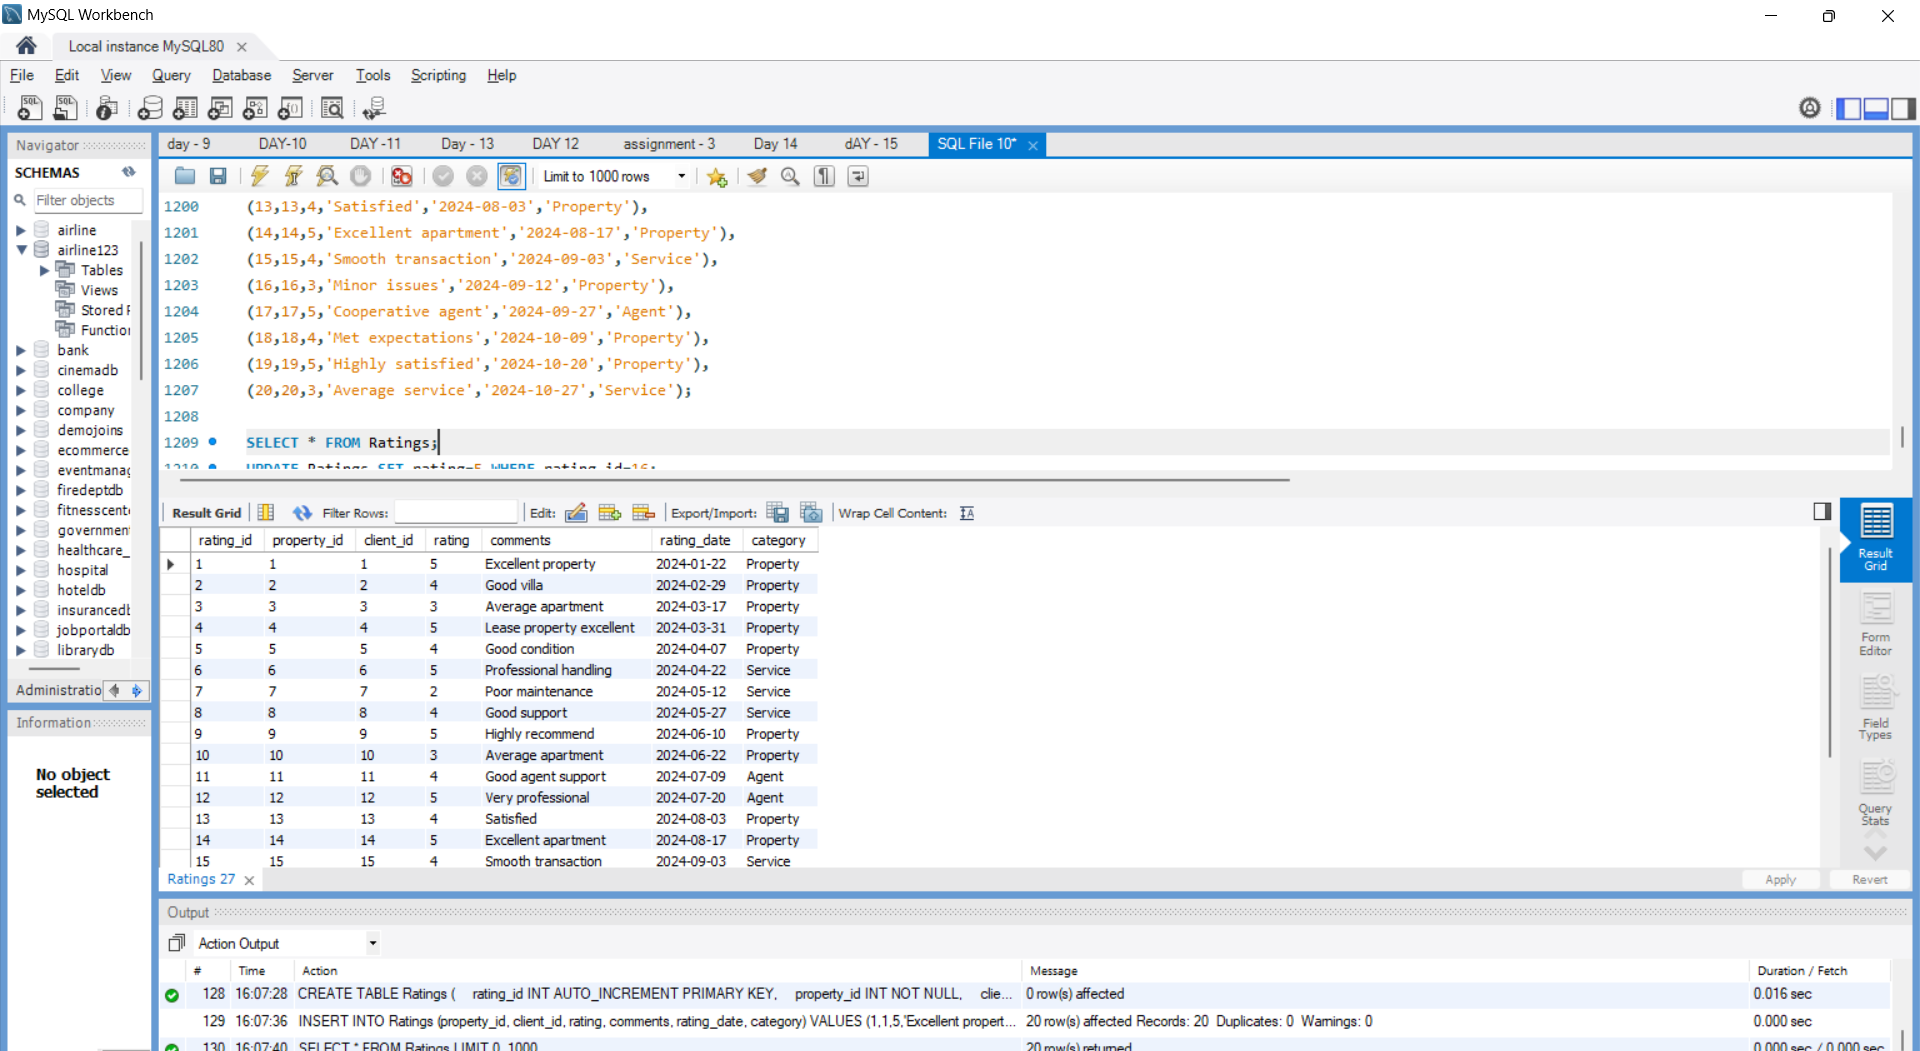 MySQL Workbench
Local instance MySQL80
File Edit View Query Database Server Tools Scripting Help
Navigator
SCHEMAS
Filter objects
airline
airline123
Tables
Views
Stored P
Function
bank
cinemadb
college
company
demojoins
ecommerce
eventmanag
firedeptdb
fitnesscente
government
healthcare_
hospital
hoteldb
insurancedb
jobportaldb
librarydb
Administratio
Information
No object
selected
day - 9 DAY-10 DAY -11 Day - 13 DAY 12 assignment - 3 Day 14 dAY - 15 SQL File 10*
Limit to 1000 rows
1200 (13,13,4,'Satisfied','2024-08-03','Property'),
1201 (14,14,5,'Excellent apartment','2024-08-17','Property'),
1202 (15,15,4,'Smooth transaction','2024-09-03','Service'),
1203 (16,16,3,'Minor issues','2024-09-12','Property'),
1204 (17,17,5,'Cooperative agent','2024-09-27','Agent'),
1205 (18,18,4,'Met expectations','2024-10-09','Property'),
1206 (19,19,5,'Highly satisfied','2024-10-20','Property'),
1207 (20,20,3,'Average service','2024-10-27','Service');
1208
1209 SELECT * FROM Ratings;
1210 UPDATE Ratings SET rating=5 WHERE rating_id=16;
Result Grid Filter Rows: Edit: Export/Import: Wrap Cell Content:
rating_id property_id client_id rating comments rating_date category
1 1 1 5 Excellent property 2024-01-22 Property
2 2 2 4 Good villa 2024-02-29 Property
3 3 3 3 Average apartment 2024-03-17 Property
4 4 4 5 Lease property excellent 2024-03-31 Property
5 5 5 4 Good condition 2024-04-07 Property
6 6 6 5 Professional handling 2024-04-22 Service
7 7 7 2 Poor maintenance 2024-05-12 Service
8 8 8 4 Good support 2024-05-27 Service
9 9 9 5 Highly recommend 2024-06-10 Property
10 10 10 3 Average apartment 2024-06-22 Property
11 11 11 4 Good agent support 2024-07-09 Agent
12 12 12 5 Very professional 2024-07-20 Agent
13 13 13 4 Satisfied 2024-08-03 Property
14 14 14 5 Excellent apartment 2024-08-17 Property
15 15 15 4 Smooth transaction 2024-09-03 Service
Result
Grid
Form
Editor
Field
Types
Query
Stats
Ratings 27
Apply Revert
Output
Action Output
# Time Action Message Duration / Fetch
128 16:07:28 CREATE TABLE Ratings ( rating_id INT AUTO_INCREMENT PRIMARY KEY, property_id INT NOT NULL, clie... 0 row(s) affected 0.016 sec
129 16:07:36 INSERT INTO Ratings (property_id, client_id, rating, comments, rating_date, category) VALUES (1,1,5,'Excellent propert... 20 row(s) affected Records: 20 Duplicates: 0 Warnings: 0 0.000 sec
130 16:07:40 SELECT * FROM Ratings LIMIT 0, 1000 20 row(s) returned 0.000 sec / 0.000 sec